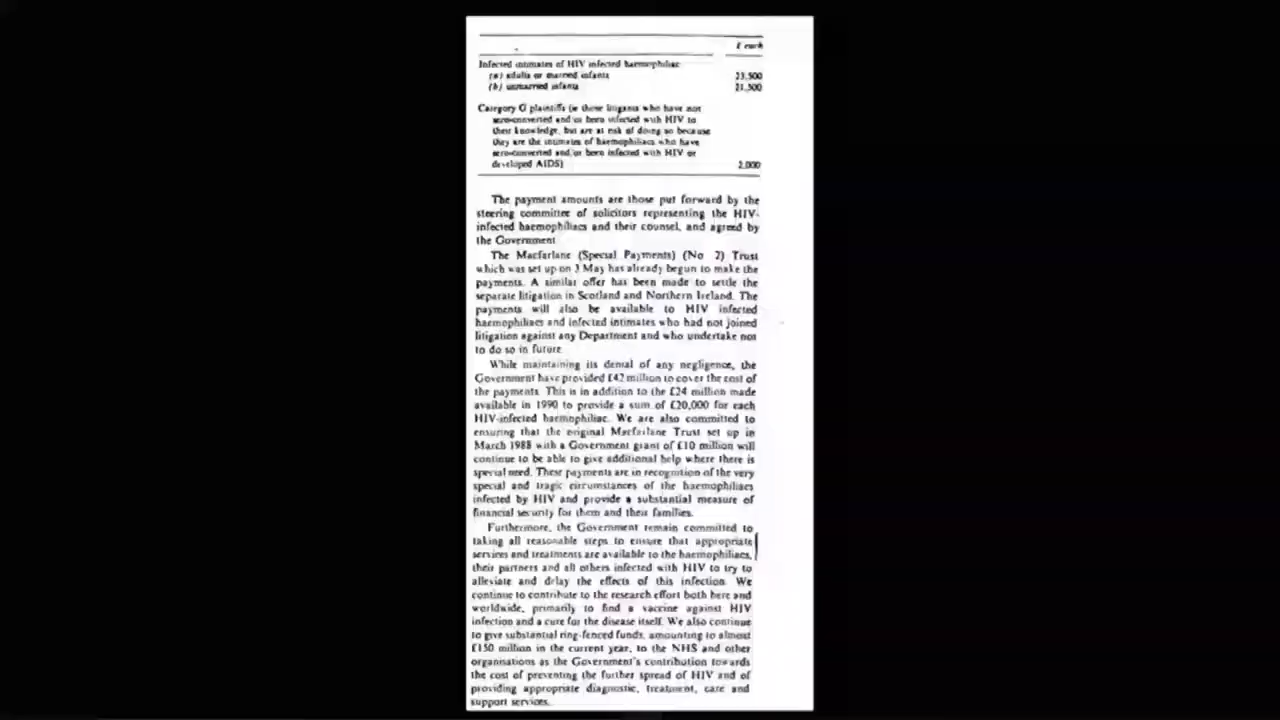 £ each
Infected intimates of HIV infected haemophiliac
(a) adults or married infants 23,500
(b) unmarried infants 21,500
Category G plaintiffs (ie those litigants who have not
sero-converted and/or been infected with HIV to
their knowledge, but are at risk of doing so because
they are the intimates of haemophiliacs who have
sero-converted and/or been infected with HIV or
developed AIDS) 2,000
The payment amounts are those put forward by the
steering committee of solicitors representing the HIV-
infected haemophiliacs and their counsel, and agreed by
the Government
The Macfarlane (Special Payments) (No 2) Trust
which was set up on 3 May has already begun to make the
payments. A similar offer has been made to settle the
separate litigation in Scotland and Northern Ireland. The
payments will also be available to HIV infected
haemophiliacs and infected intimates who had not joined
litigation against any Department and who undertake not
to do so in future.
While maintaining its denial of any negligence, the
Government have provided £42 million to cover the cost of
the payments. This is in addition to the £24 million made
available in 1990 to provide a sum of £20,000 for each
HIV-infected haemophiliac. We are also committed to
ensuring that the original Macfarlane Trust set up in
March 1988 with a Government grant of £10 million will
continue to be able to give additional help where there is
special need. These payments are in recognition of the very
special and tragic circumstances of the haemophiliacs
infected by HIV and provide a substantial measure of
financial security for them and their families.
Furthermore, the Government remain committed to
taking all reasonable steps to ensure that appropriate
services and treatments are available to the haemophiliacs,
their partners and all others infected with HIV to try to
alleviate and delay the effects of this infection. We
continue to contribute to the research effort both here and
worldwide, primarily to find a vaccine against HIV
infection and a cure for the disease itself. We also continue
to give substantial ring-fenced funds, amounting to almost
£150 million in the current year, to the NHS and other
organisations as the Government's contribution towards
the cost of preventing the further spread of HIV and of
providing appropriate diagnostic, treatment, care and
support services.